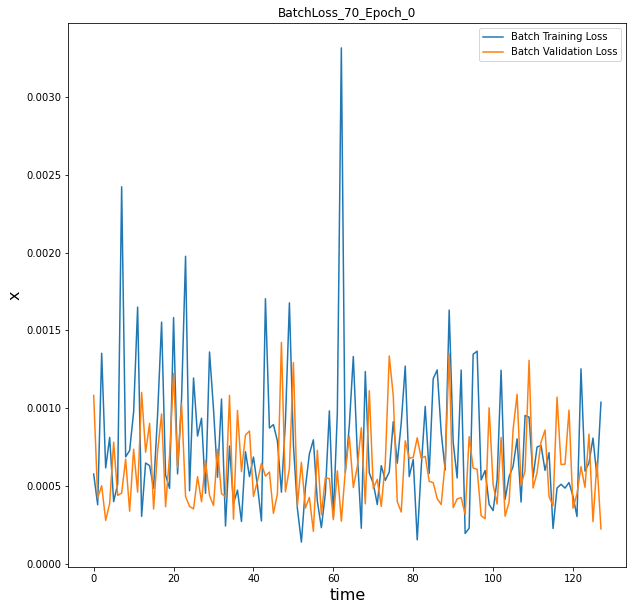 BatchLoss_70_Epoch_0
Batch Training Loss
Batch Validation Loss
0.0030
0.0025
0.0020
0.0015
0.0010
0.0005
0.0000
x
0 20 40 60 80 100 120
time